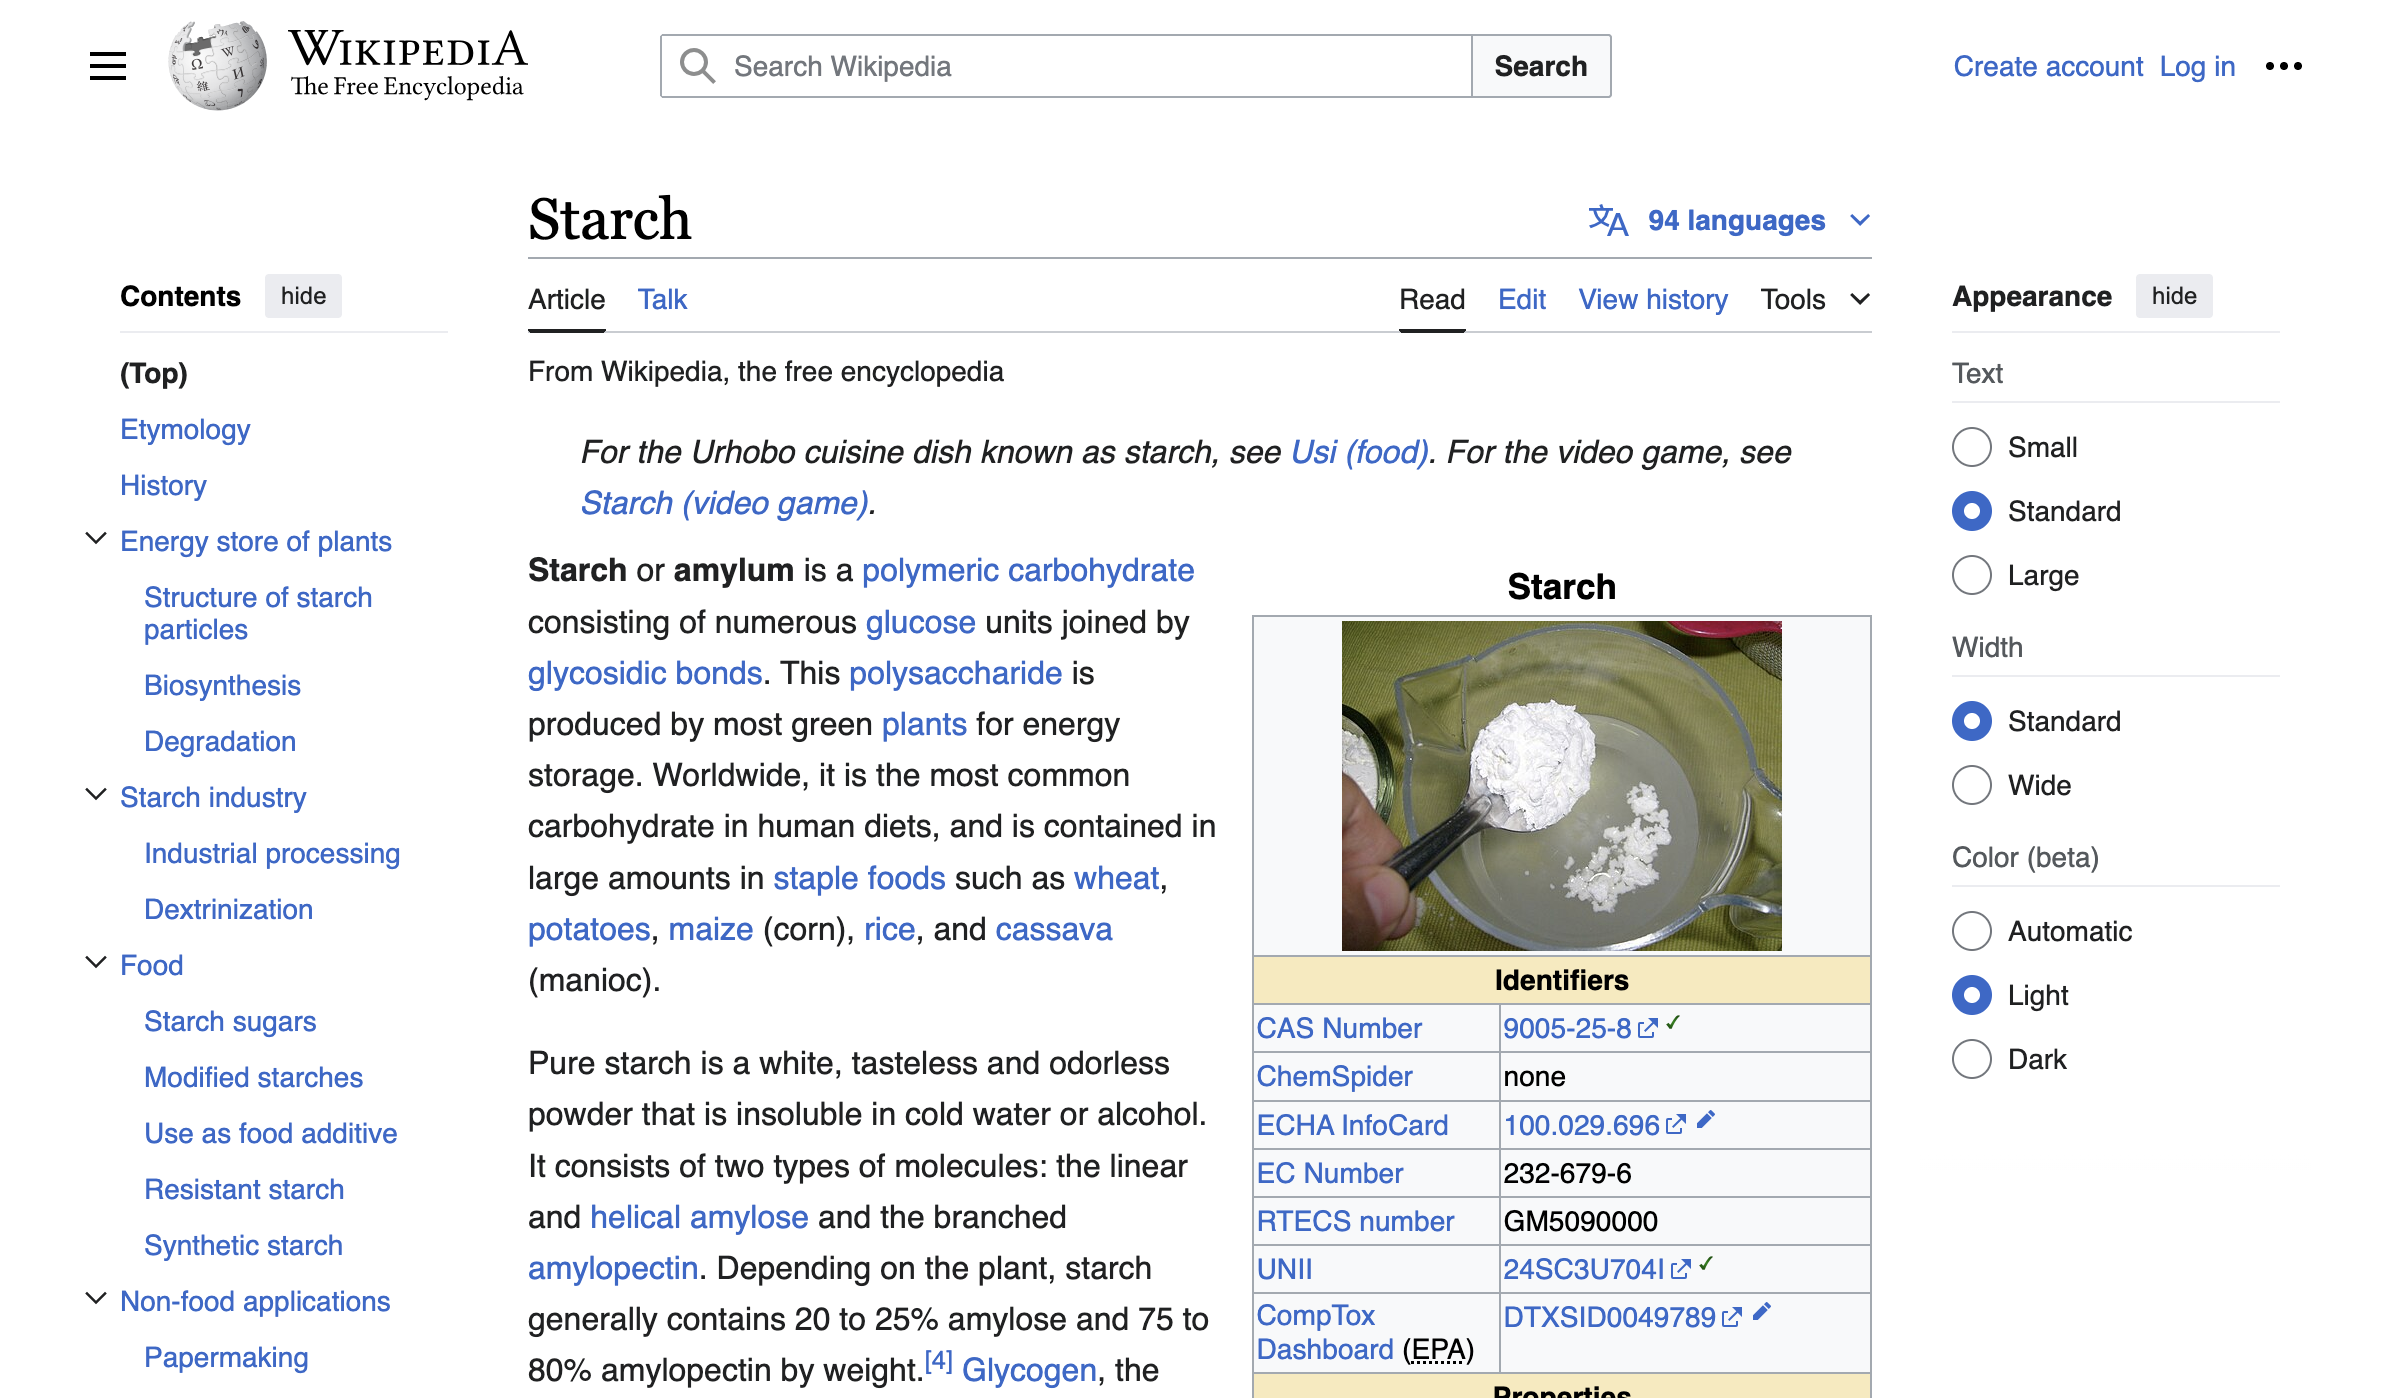 WIKIPEDIA
The Free Encyclopedia
Search Wikipedia
Search
Create account Log in
Contents hide
(Top)
Etymology
History
Energy store of plants
Structure of starch
particles
Biosynthesis
Degradation
Starch industry
Industrial processing
Dextrinization
Food
Starch sugars
Modified starches
Use as food additive
Resistant starch
Synthetic starch
Non-food applications
Papermaking
Starch
94 languages
Article Talk
Read Edit View history Tools
From Wikipedia, the free encyclopedia
For the Urhobo cuisine dish known as starch, see Usi (food). For the video game, see
Starch (video game).
Starch or amylum is a polymeric carbohydrate
consisting of numerous glucose units joined by
glycosidic bonds. This polysaccharide is
produced by most green plants for energy
storage. Worldwide, it is the most common
carbohydrate in human diets, and is contained in
large amounts in staple foods such as wheat,
potatoes, maize (corn), rice, and cassava
(manioc).
Pure starch is a white, tasteless and odorless
powder that is insoluble in cold water or alcohol.
It consists of two types of molecules: the linear
and helical amylose and the branched
amylopectin. Depending on the plant, starch
generally contains 20 to 25% amylose and 75 to
80% amylopectin by weight.[4] Glycogen, the
Starch
Identifiers
CAS Number 9005-25-8 ✓
ChemSpider none
ECHA InfoCard 100.029.696
EC Number 232-679-6
RTECS number GM5090000
UNII 24SC3U704I ✓
CompTox DTXSID0049789
Dashboard (EPA)
Properties
Appearance hide
Text
Small
Standard
Large
Width
Standard
Wide
Color (beta)
Automatic
Light
Dark